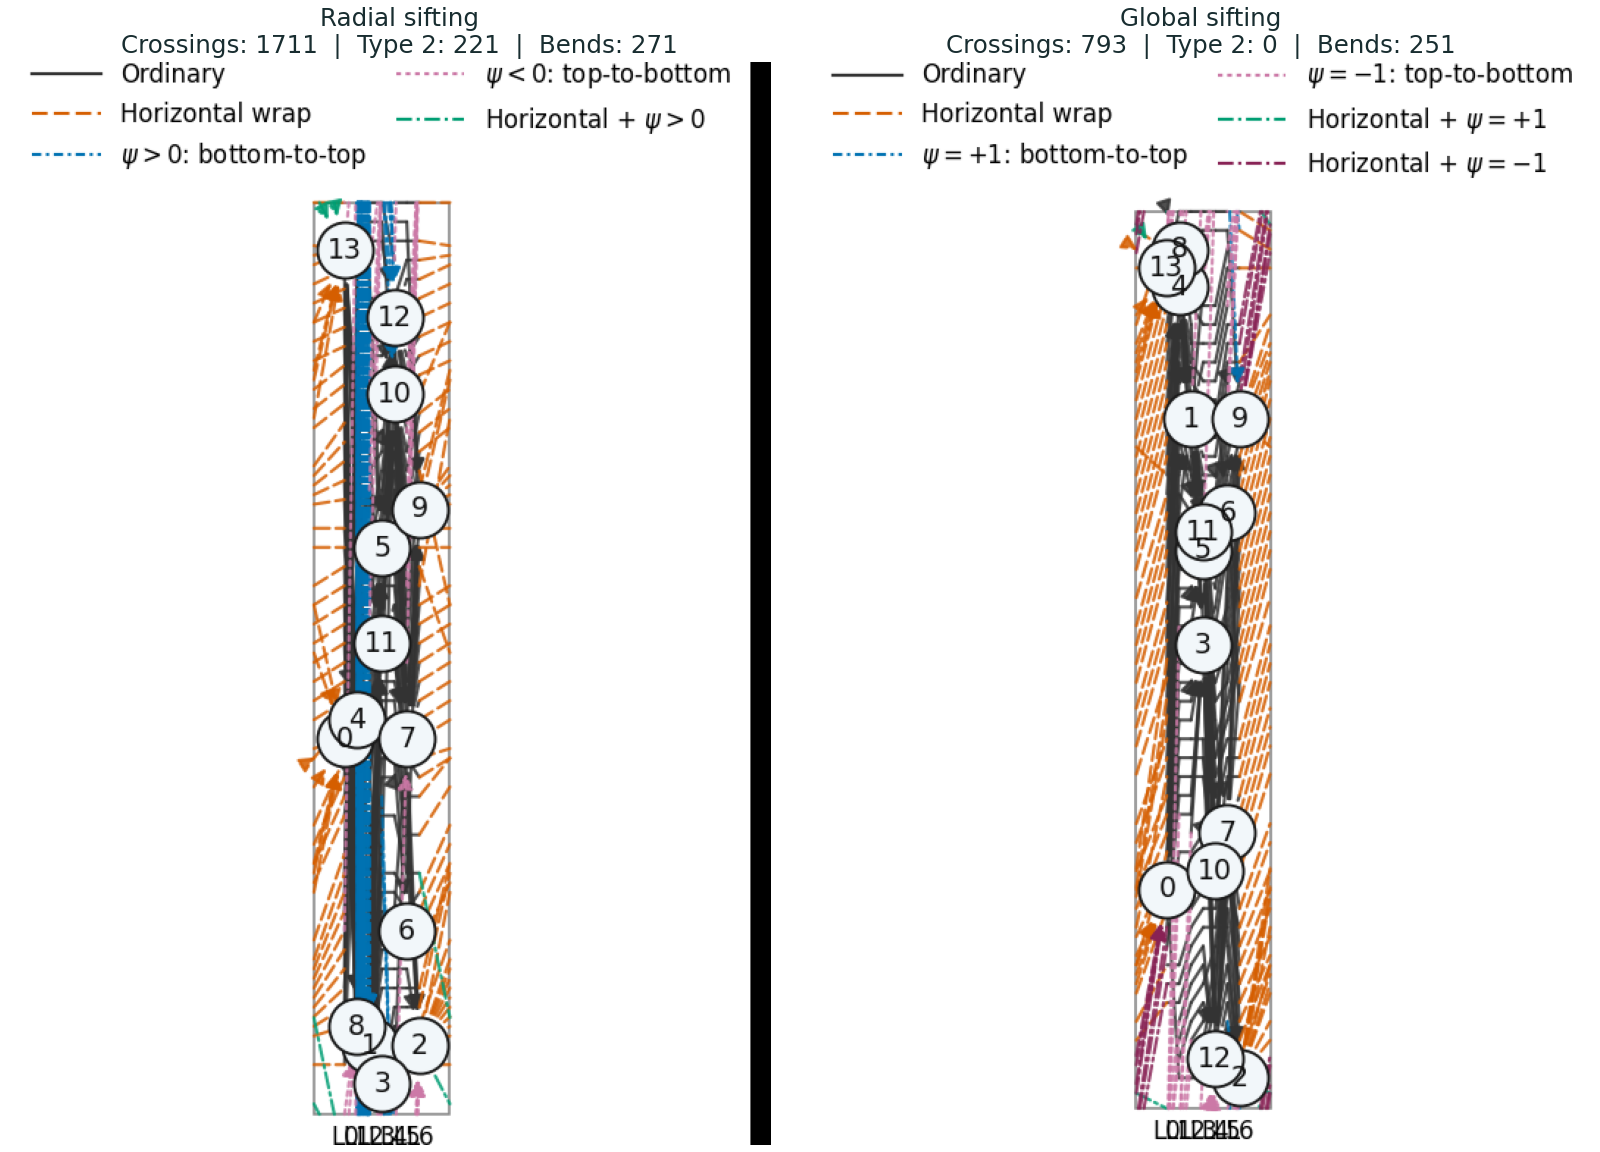 Radial sifting
Crossings: 1711 | Type 2: 221 | Bends: 271
Ordinary
Horizontal wrap
ψ > 0: bottom-to-top
ψ < 0: top-to-bottom
Horizontal + ψ > 0
13
12
10
9
5
11
4
0
7
6
8
1
2
3
Global sifting
Crossings: 793 | Type 2: 0 | Bends: 251
Ordinary
Horizontal wrap
ψ = +1: bottom-to-top
ψ = −1: top-to-bottom
Horizontal + ψ = +1
Horizontal + ψ = −1
8
13
4
1
9
6
11
5
3
7
10
0
12
2